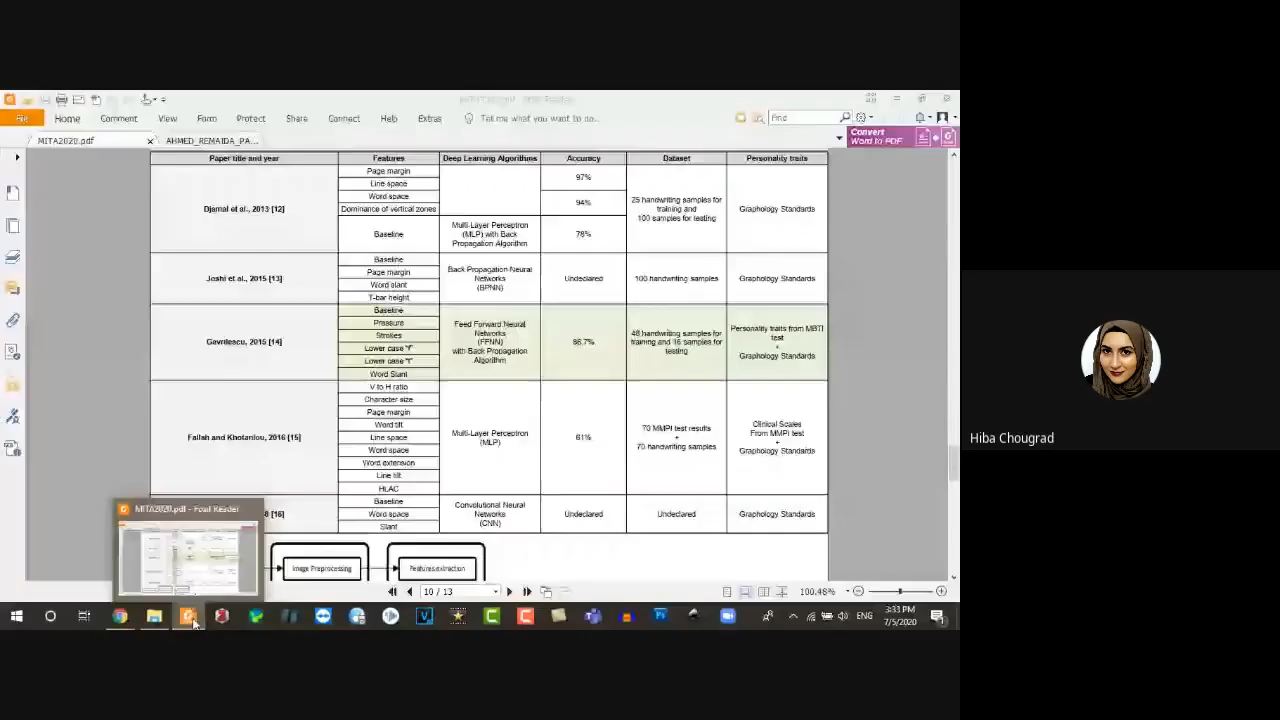 File Home Comment View Form Protect Share Connect Help Extras Tell me what you want to do... Find
MITA2020.pdf AHMED_REMAIDA_PA... Convert
Word to PDF
Paper title and year Features Deep Learning Algorithms Accuracy Dataset Personality traits
Page margin
97%
Line space
Word space
94%
Djamal et al., 2013 [12] Dominance of vertical zones 25 handwriting samples for
training and
100 samples for testing Graphology Standards
Baseline Multi-Layer Perceptron
(MLP) with Back
Propagation Algorithm 78%
Joshi et al., 2015 [13] Baseline
Page margin
Word slant
T-bar height
Back Propagation Neural
Networks
(BPNN)
Undeclared 100 handwriting samples Graphology Standards
Gavrilescu, 2015 [14] Baseline
Pressure
Strokes
Lower case "f"
Word Slant
Feed Forward Neural
Networks
(FFNN)
with Back Propagation
Algorithm
86,7%
48 handwriting samples for
training and 16 samples for
testing
Personality traits from MBTI
test
+
Graphology Standards
Fallah and Khotanlou, 2016 [15] V to H ratio
Character size
Page margin
Word tilt
Line space
Word space
Word extension
Line tilt
HLAC
Multi-Layer Perceptron
(MLP)
61%
70 MMPI test results
+
70 handwriting samples
Clinical Scales
From MMPI test
+
Graphology Standards
8 [16] Baseline
Word space
Slant
Convolutional Neural
Networks
(CNN)
Undeclared Undeclared Graphology Standards
MITA2020.pdf - Foxit Reader
Image Preprocessing Features extraction
10 / 13 100.48%
ENG 3:33 PM
7/5/2020
Hiba Chougrad